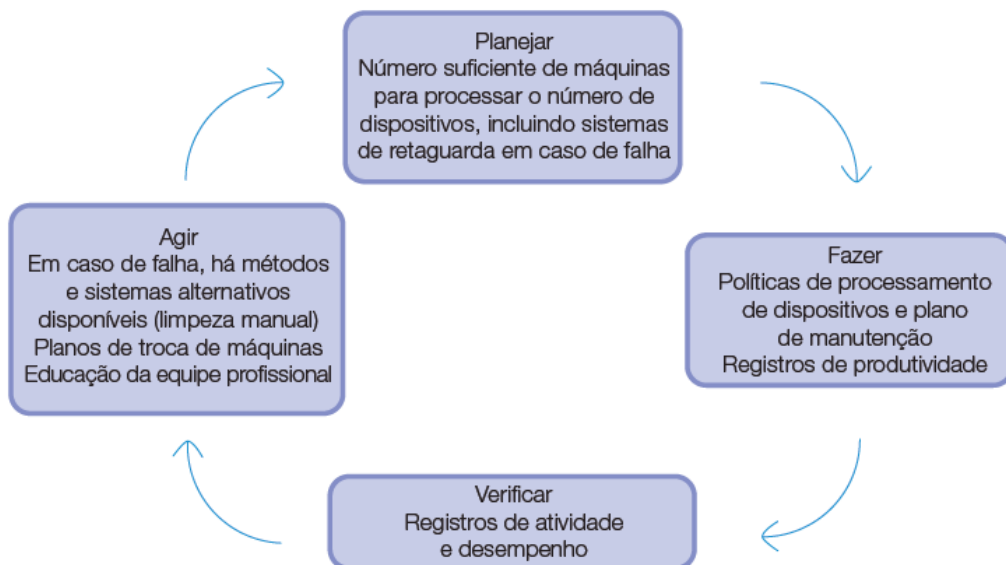 Planejar
Número suficiente de máquinas
para processar o número de
dispositivos, incluindo sistemas
de retaguarda em caso de falha
Fazer
Políticas de processamento
de dispositivos e plano
de manutenção
Registros de produtividade
Verificar
Registros de atividade
e desempenho
Agir
Em caso de falha, há métodos
e sistemas alternativos
disponíveis (limpeza manual)
Planos de troca de máquinas
Educação da equipe profissional